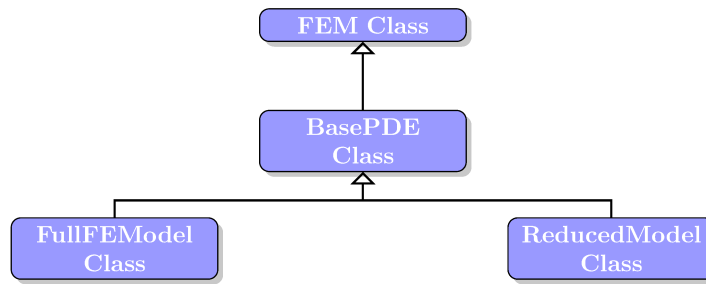 FEM Class
BasePDE
Class
FullFEModel
Class
ReducedModel
Class